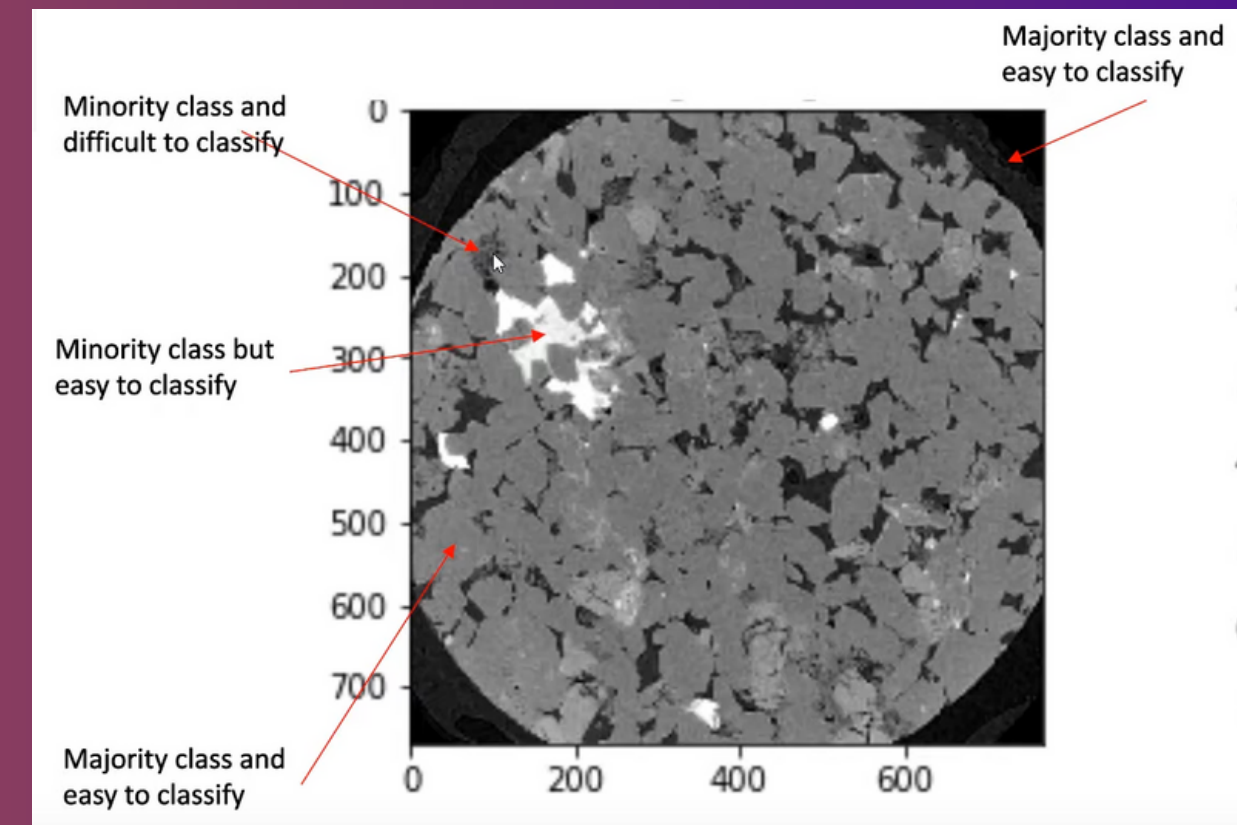 Majority class and
easy to classify
Minority class and
difficult to classify
0
100
200
Minority class but
easy to classify
300
400
500
600
700
Majority class and
easy to classify
0
200
400
600